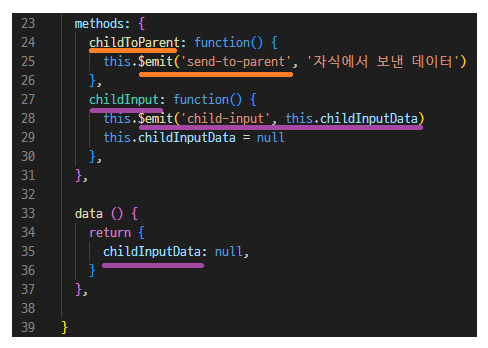 23 methods: {
24 childToParent: function() {
25 this.$emit('send-to-parent', '자식에서 보낸 데이터')
26 },
27 childInput: function() {
28 this.$emit('child-input', this.childInputData)
29 this.childInputData = null
30 },
31 },
32
33 data () {
34 return {
35 childInputData: null,
36 }
37 },
38
39 }